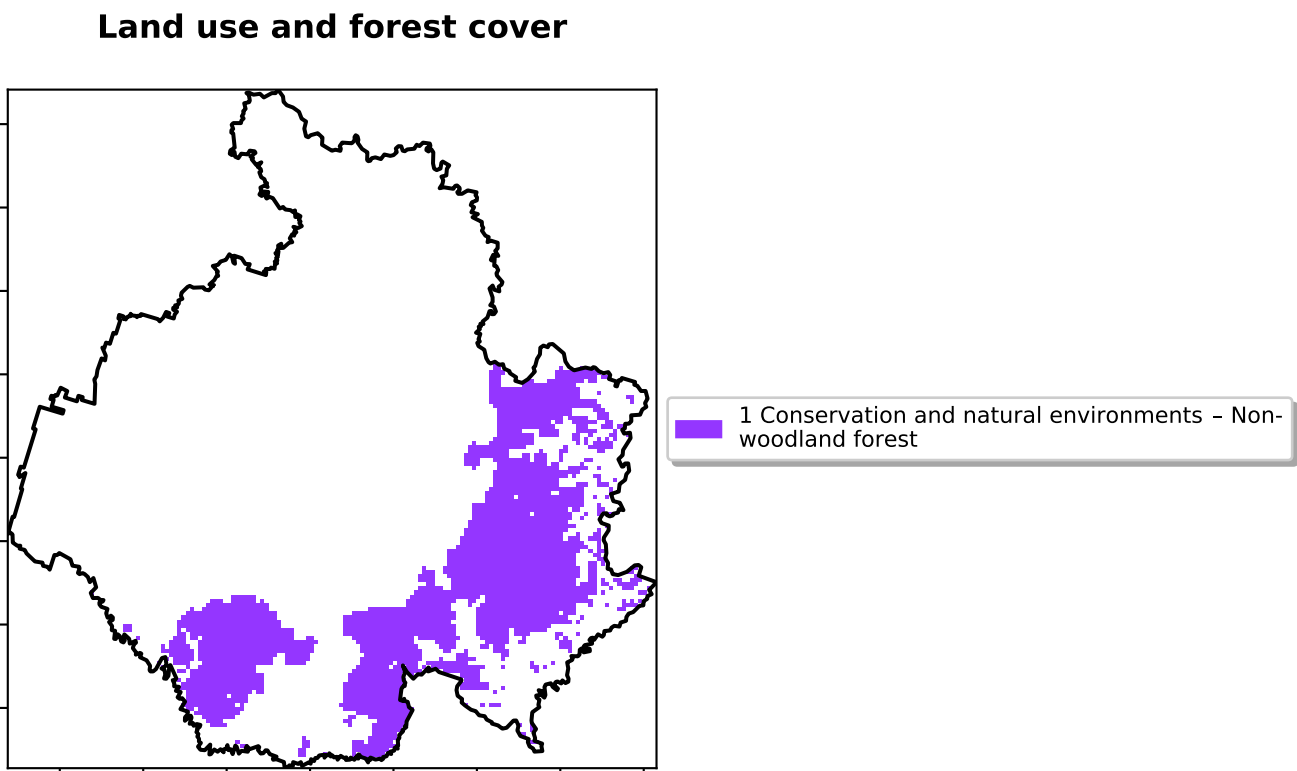 Land use and forest cover
1 Conservation and natural environments – Non-
woodland forest